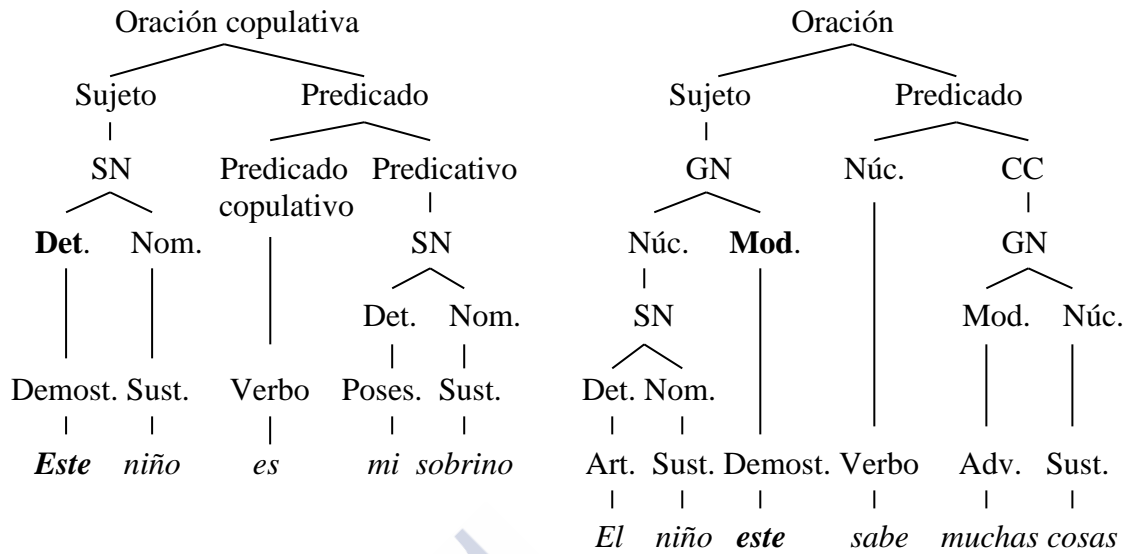 Oración copulativa Oración
Sujeto Predicado Sujeto Predicado
SN Predicado copulativo Predicativo GN Núc. CC
Det. Nom. SN Núc. Mod. GN
Det. Nom. SN Mod. Núc.
Demost. Sust. Verbo Poses. Sust. Det. Nom.
Este niño es mi sobrino Art. Sust. Demost. Verbo Adv. Sust.
El niño este sabe muchas cosas